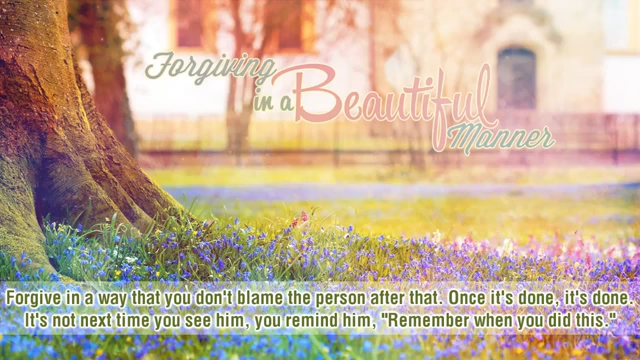 Forgiving
in a Beautiful
Manner
Forgive in a way that you don't blame the person after that. Once it's done, it's done.
It's not next time you see him, you remind him, "Remember when you did this."